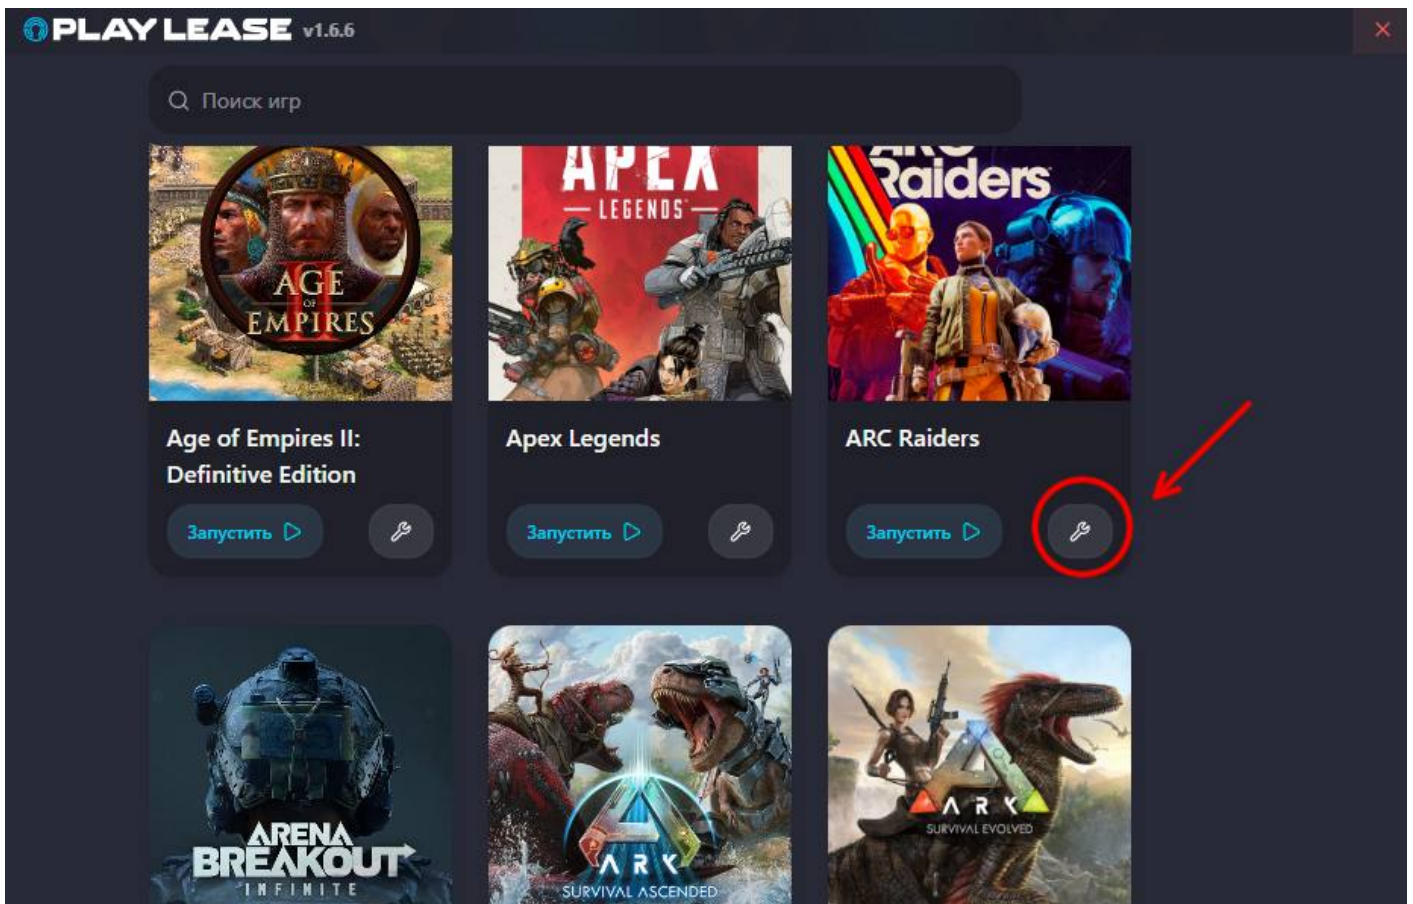 PLAY LEASE v1.6.6
Поиск игр
AGE
OF
EMPIRES
II
APEX
LEGENDS
ARC
Raiders
Age of Empires II:
Definitive Edition
Apex Legends
ARC Raiders
Запустить
Запустить
Запустить
ARENA
BREAKOUT
INFINITE
ARK
SURVIVAL ASCENDED
ARK
SURVIVAL EVOLVED